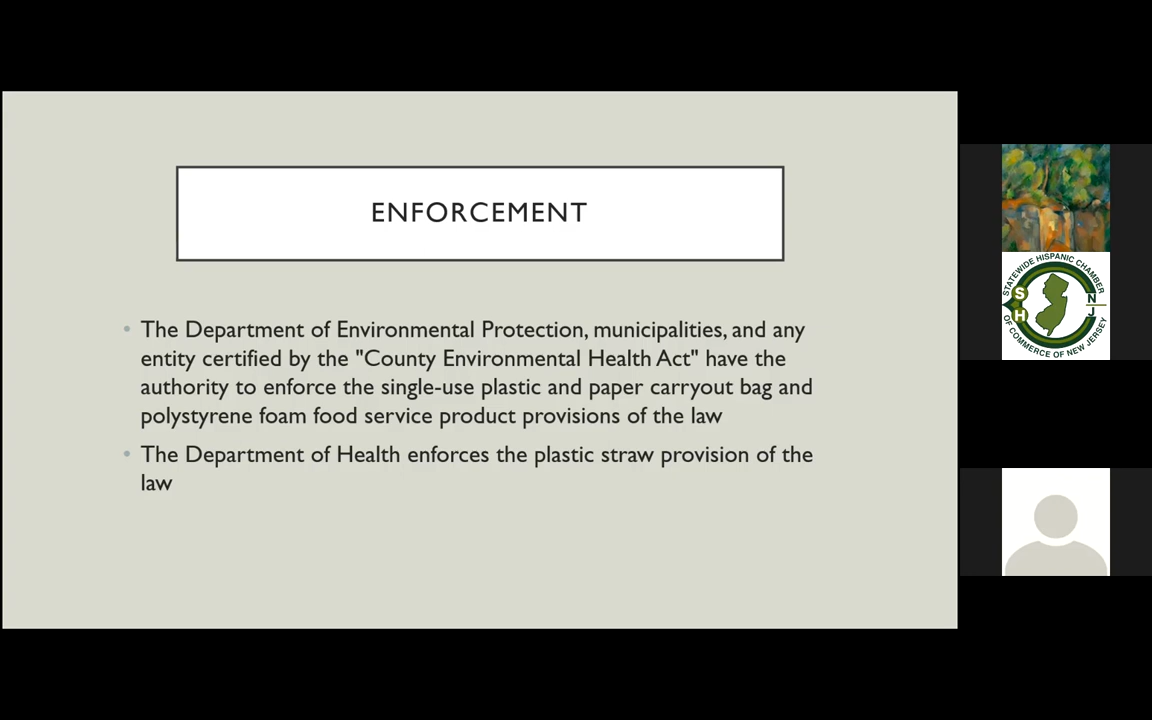 ENFORCEMENT
• The Department of Environmental Protection, municipalities, and any
entity certified by the "County Environmental Health Act" have the
authority to enforce the single-use plastic and paper carryout bag and
polystyrene foam food service product provisions of the law
• The Department of Health enforces the plastic straw provision of the
law
STATEWIDE HISPANIC CHAMBER
S N
H J
OF COMMERCE OF NEW JERSEY